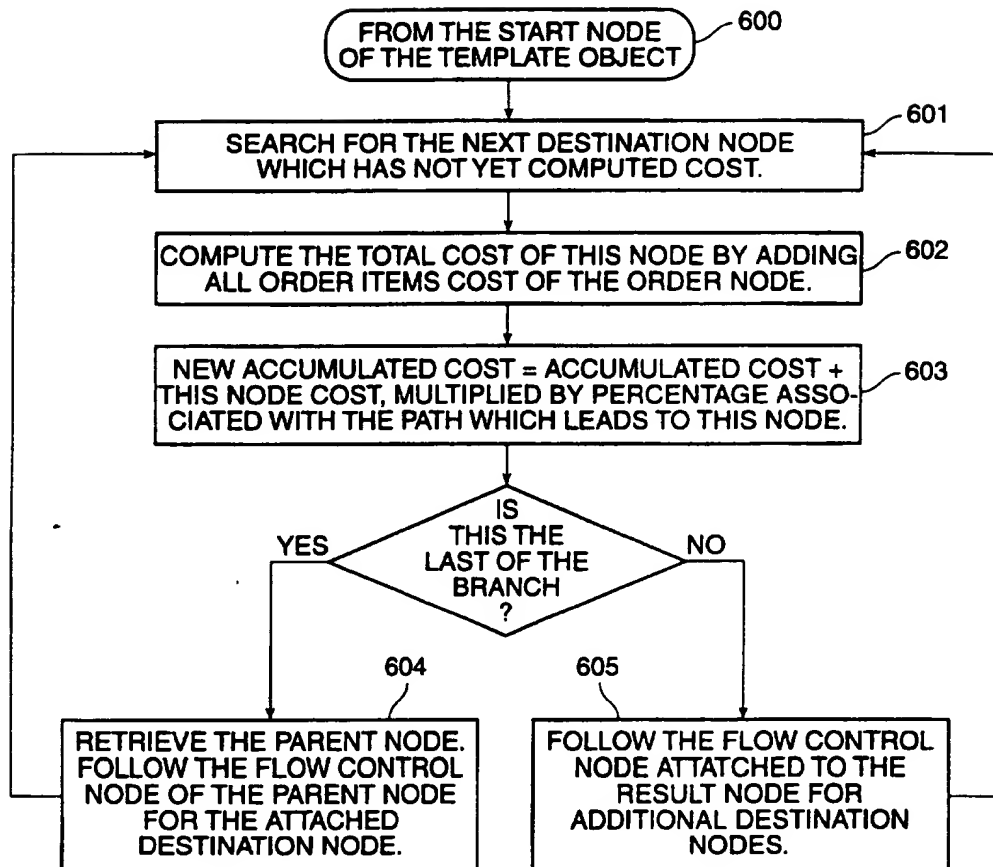 FROM THE START NODE
OF THE TEMPLATE OBJECT
600
601
SEARCH FOR THE NEXT DESTINATION NODE
WHICH HAS NOT YET COMPUTED COST.
COMPUTE THE TOTAL COST OF THIS NODE BY ADDING
ALL ORDER ITEMS COST OF THE ORDER NODE.
602
NEW ACCUMULATED COST = ACCUMULATED COST +
THIS NODE COST, MULTIPLIED BY PERCENTAGE ASSO-
CIATED WITH THE PATH WHICH LEADS TO THIS NODE.
603
IS
THIS THE
LAST OF THE
BRANCH
?
YES
NO
604
RETRIEVE THE PARENT NODE.
FOLLOW THE FLOW CONTROL
NODE OF THE PARENT NODE
FOR THE ATTACHED
DESTINATION NODE.
605
FOLLOW THE FLOW CONTROL
NODE ATTATCHED TO THE
RESULT NODE FOR
ADDITIONAL DESTINATION
NODES.